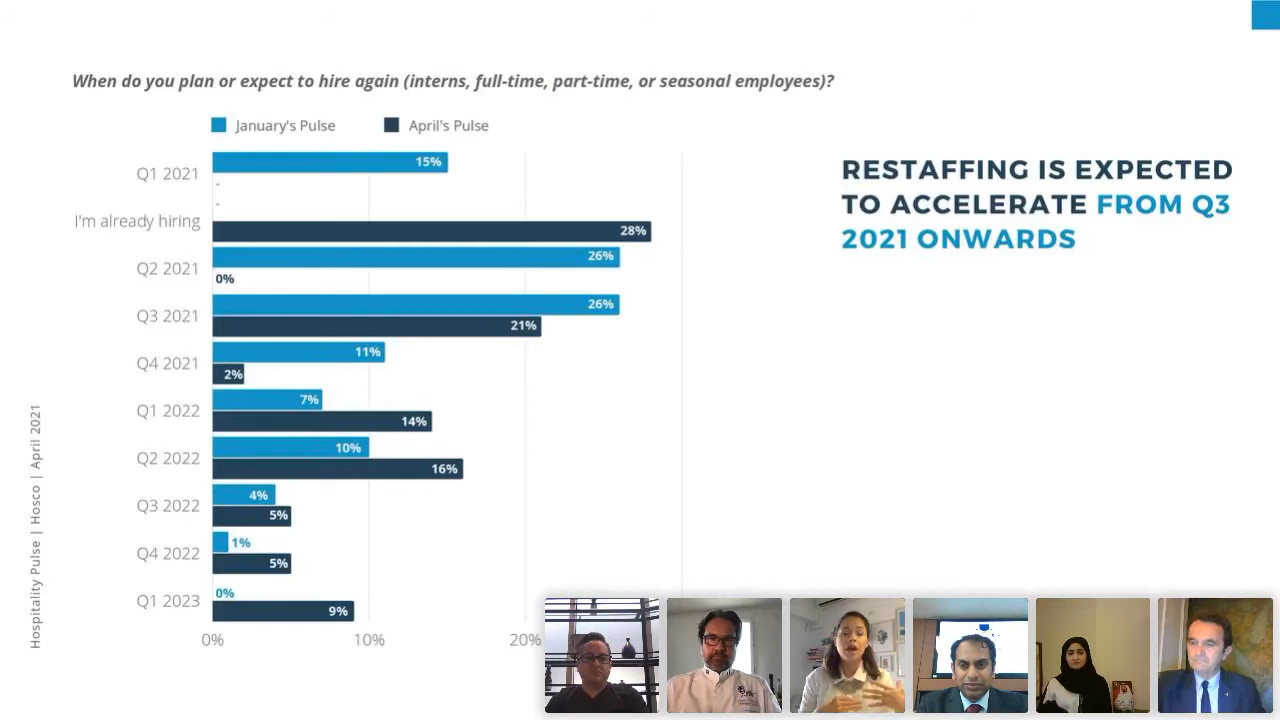 When do you plan or expect to hire again (interns, full-time, part-time, or seasonal employees)?
January's Pulse
April's Pulse
RESTAFFING IS EXPECTED
TO ACCELERATE FROM Q3
2021 ONWARDS
Q1 2021
15%
-
I'm already hiring
-
28%
Q2 2021
26%
0%
Q3 2021
26%
21%
Q4 2021
11%
2%
Q1 2022
7%
14%
Q2 2022
10%
16%
Q3 2022
4%
5%
Q4 2022
1%
5%
Q1 2023
0%
9%
0%
10%
20%
Hospitality Pulse | Hosco | April 2021